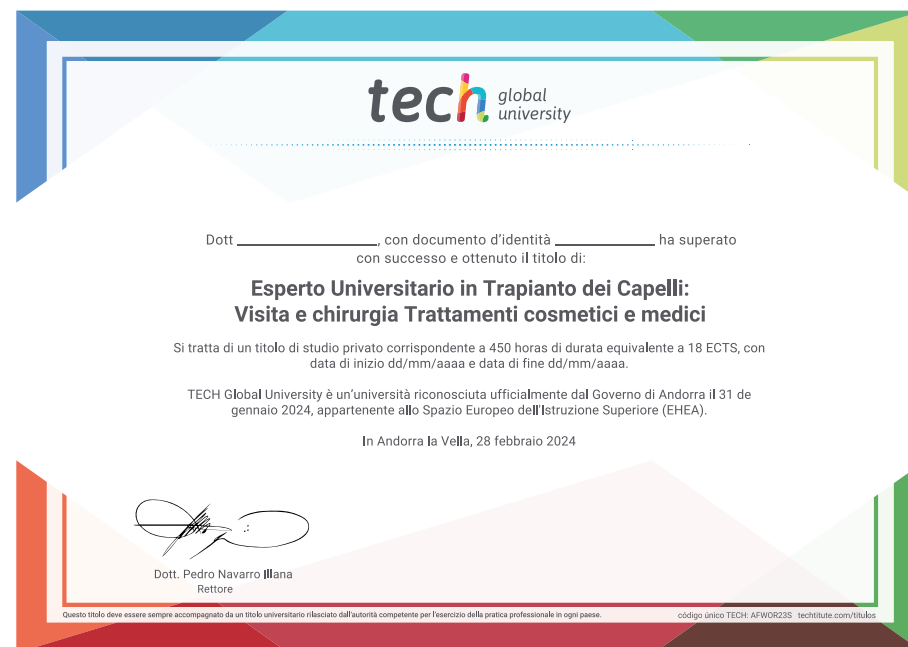 tech global university
Dott ____________________, con documento d'identità ______________ ha superato
con successo e ottenuto il titolo di:
Esperto Universitario in Trapianto dei Capelli:
Visita e chirurgia Trattamenti cosmetici e medici
Si tratta di un titolo di studio privato corrispondente a 450 horas di durata equivalente a 18 ECTS, con
data di inizio dd/mm/aaaa e data di fine dd/mm/aaaa.
TECH Global University è un'università riconosciuta ufficialmente dal Governo di Andorra il 31 de
gennaio 2024, appartenente allo Spazio Europeo dell'Istruzione Superiore (EHEA).
In Andorra la Vella, 28 febbraio 2024
Dott. Pedro Navarro Illana
Rettore
Questo titolo deve essere sempre accompagnato da un titolo universitario rilasciato dall'autorità competente per l'esercizio della pratica professionale in ogni paese.
código único TECH: AFWOR23S techtitute.com/titulos